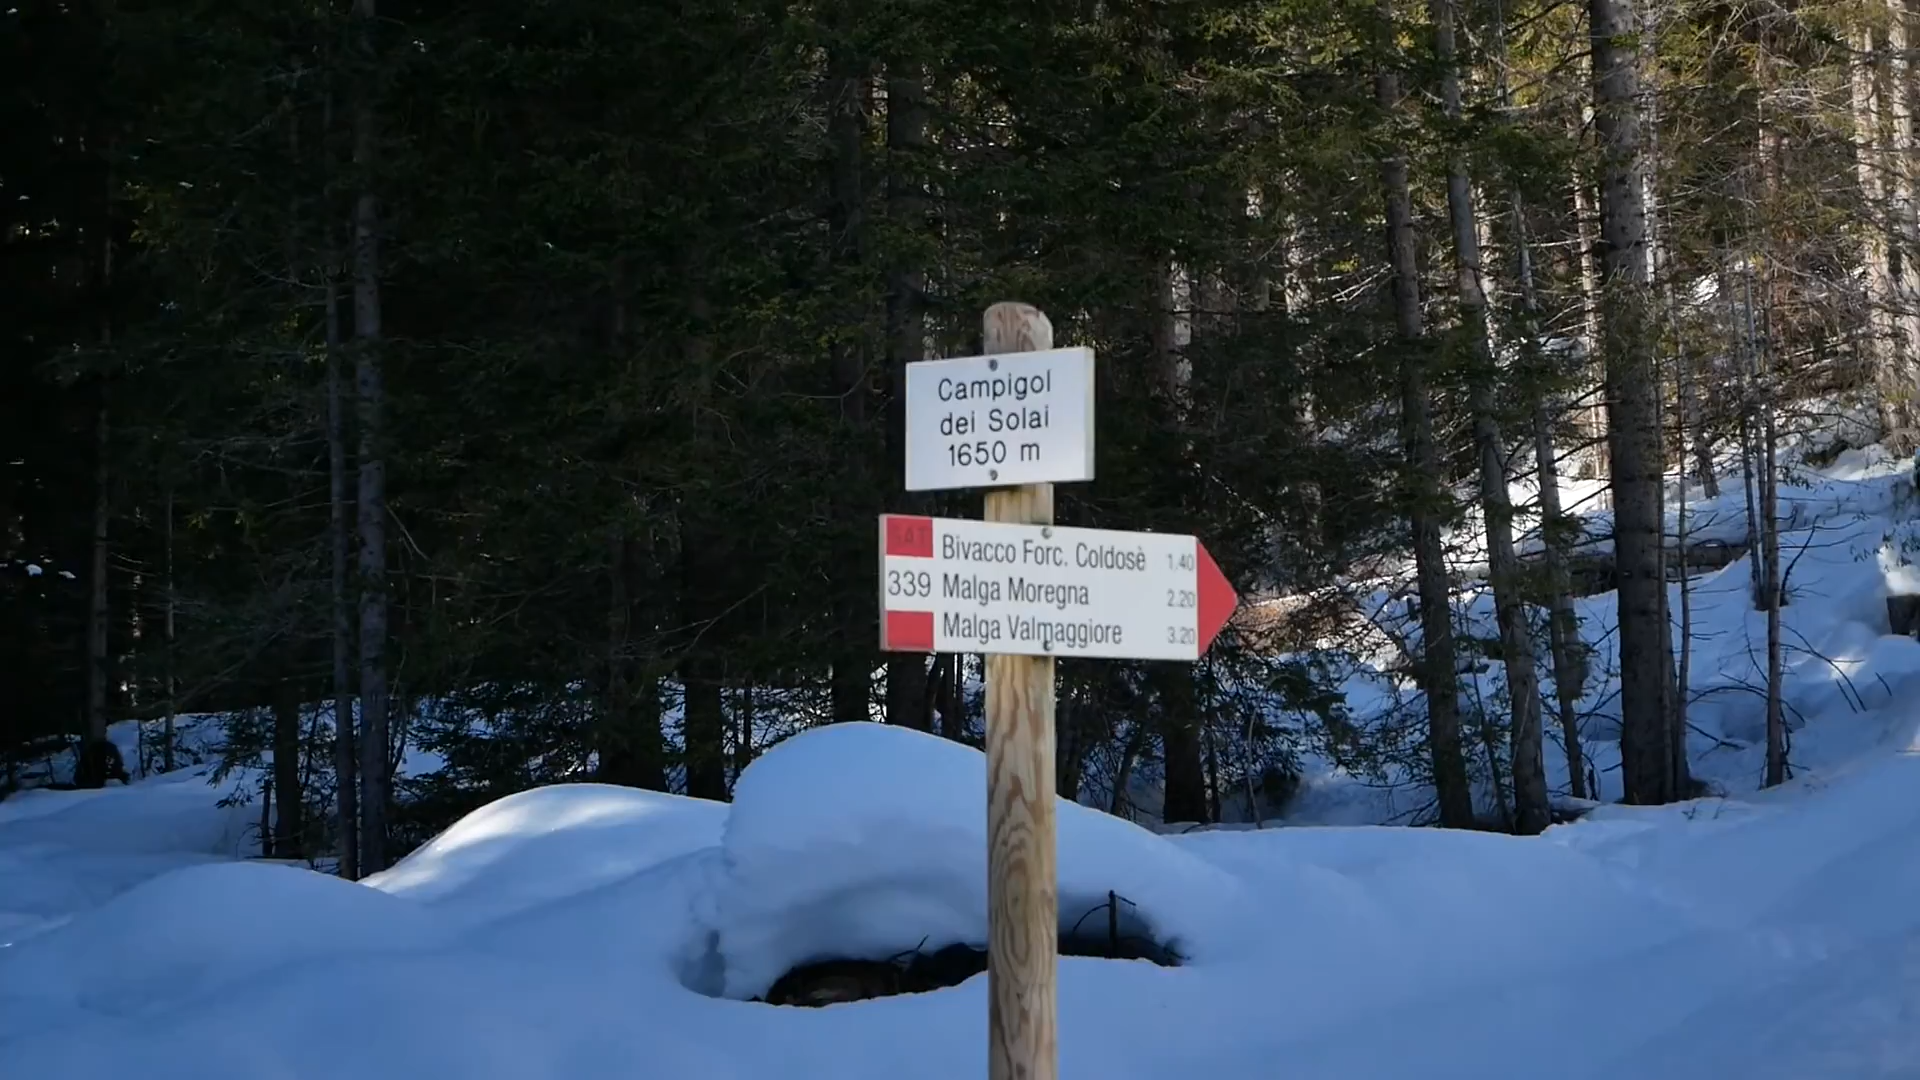 Campigol
dei Solai
1650 m
SAT
Bivacco Forc. Coldosè 1.40
339 Malga Moregna 2.20
Malga Valmaggiore 3.20